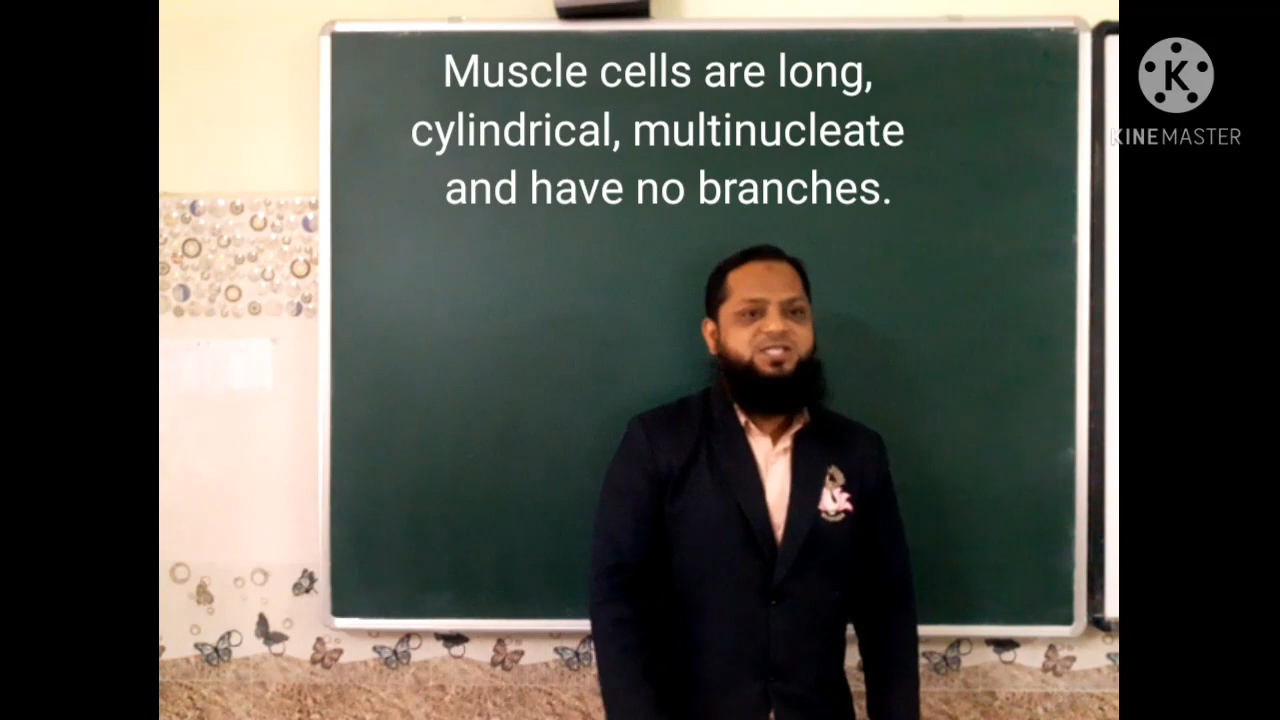 Muscle cells are long,
cylindrical, multinucleate
and have no branches.
KINEMASTER